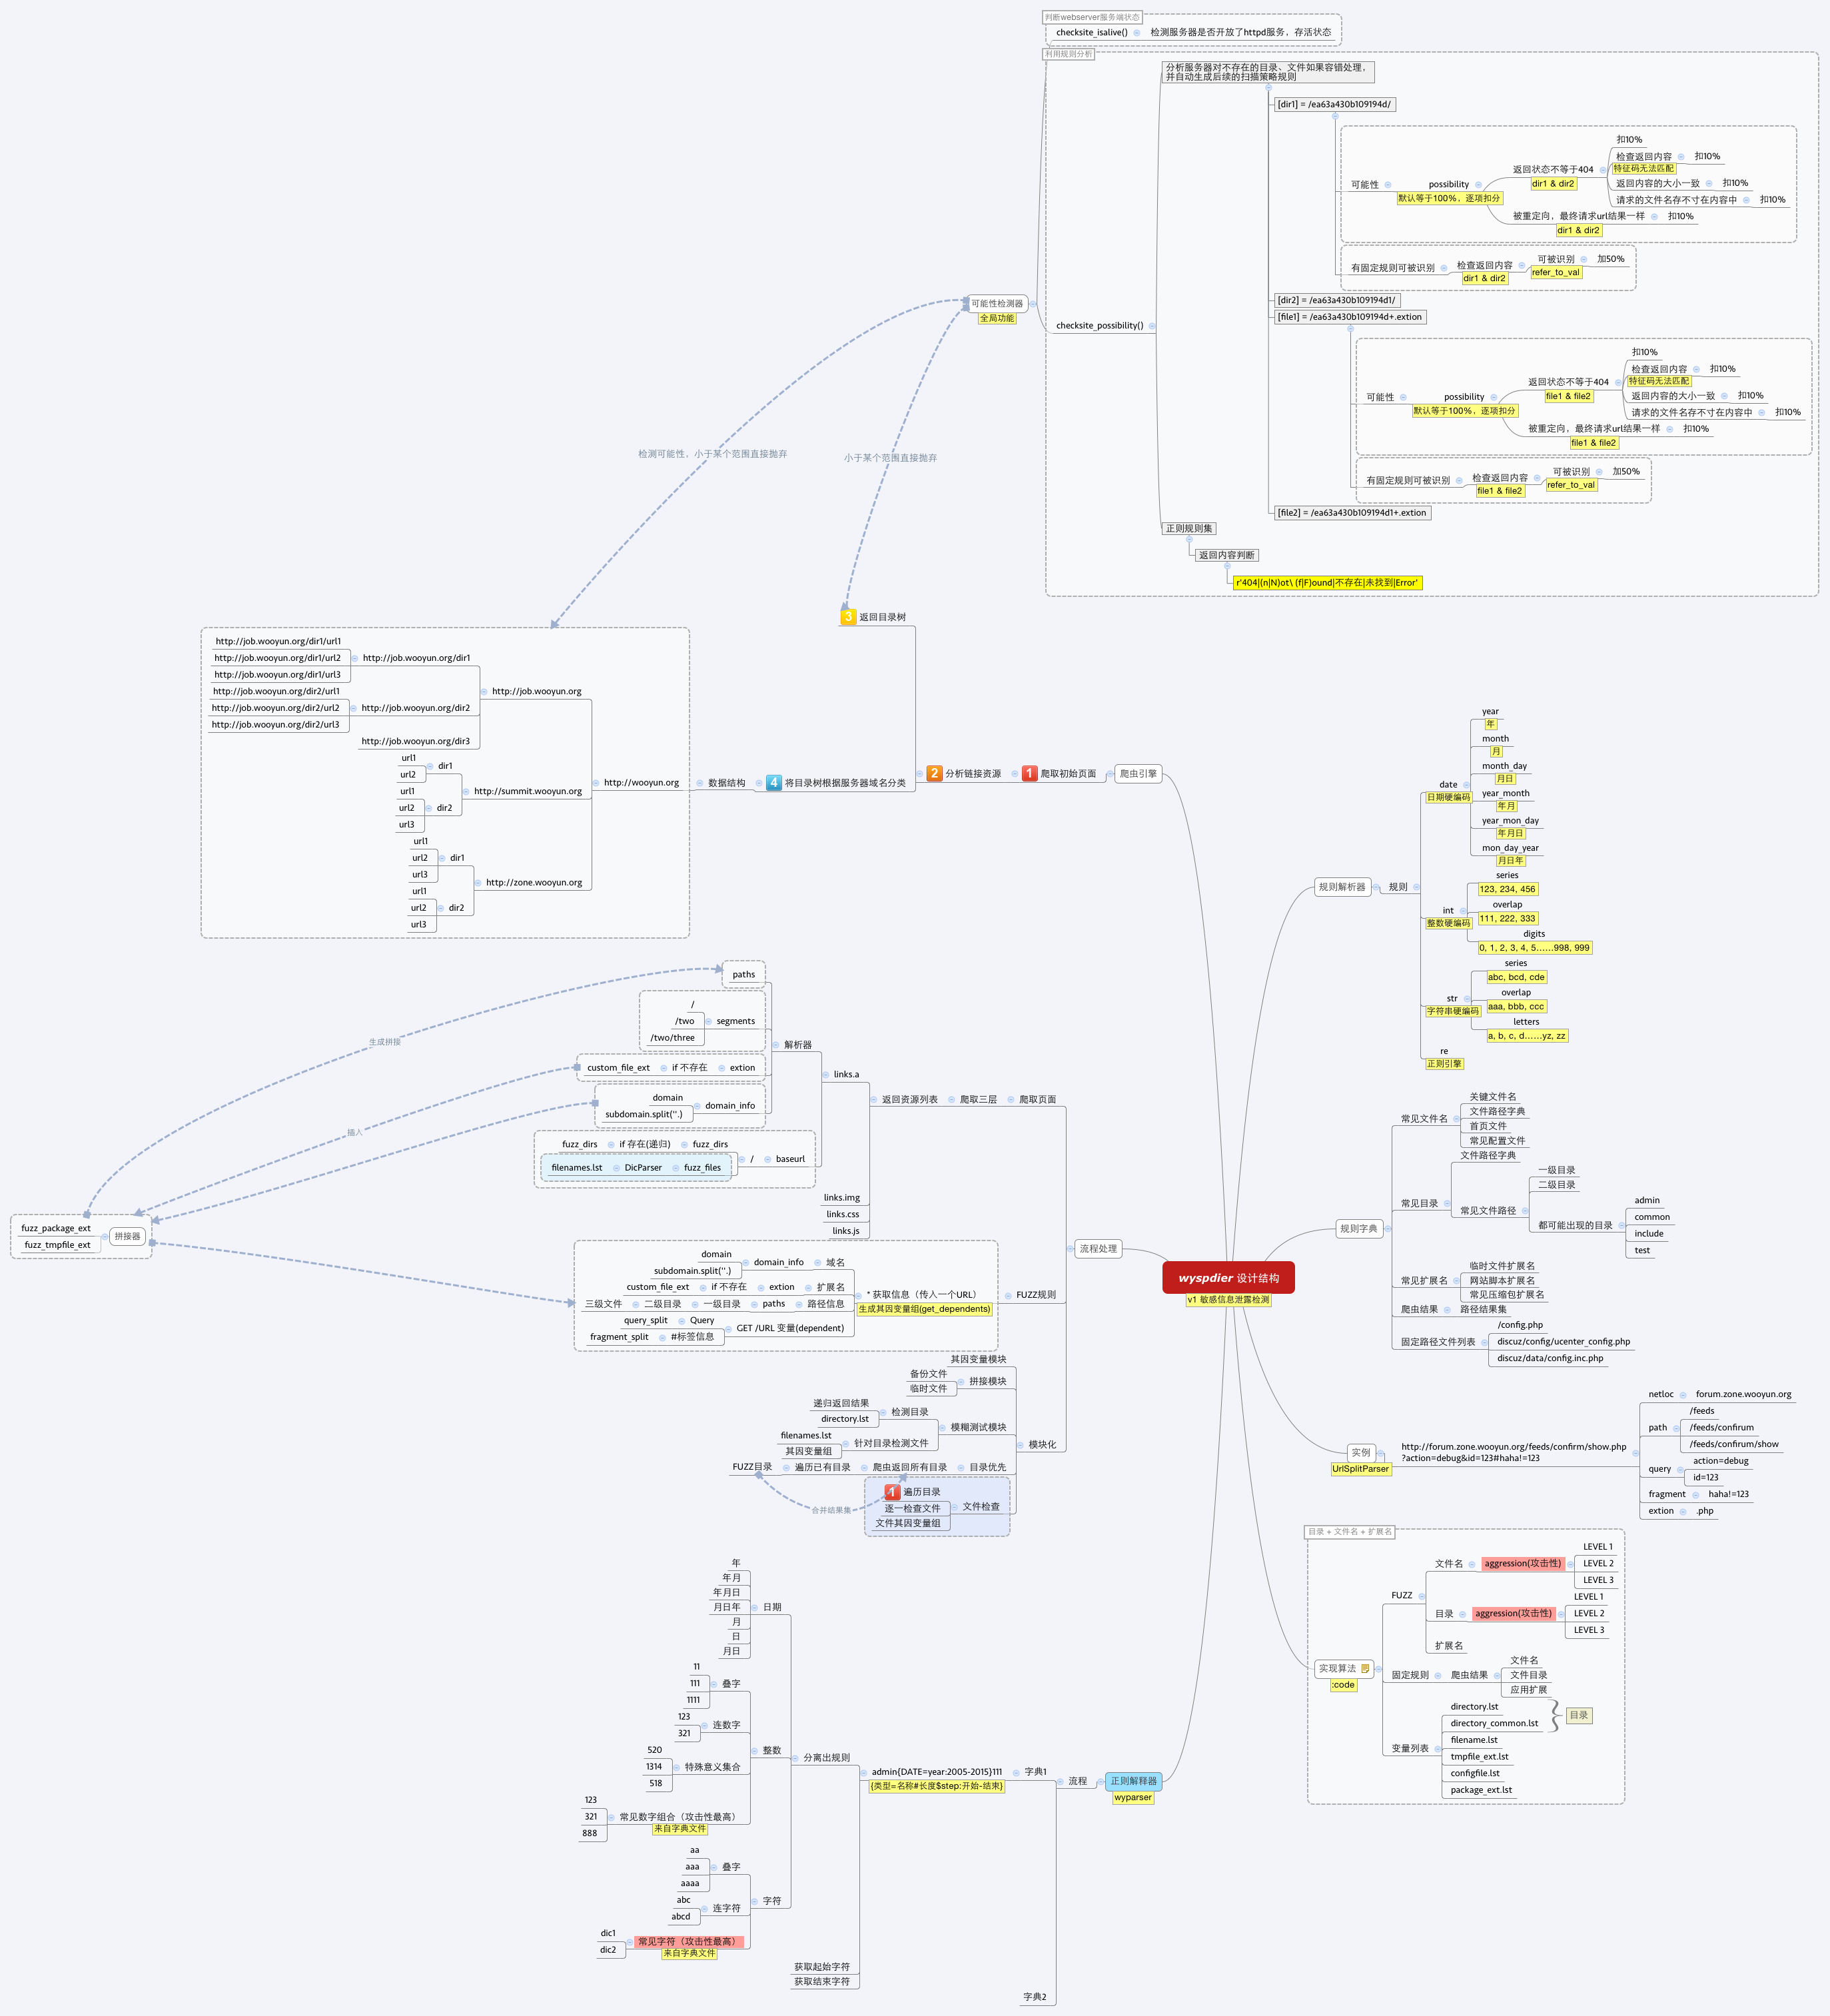 判断webserver服务端状态
checksite_isalive()
检测服务器是否开放了httpd服务，存活状态
利用规则分析
分析服务器对不存在的目录、文件如果容错处理，
并自动生成后续的扫描策略规则
[dir1] = /ea63a430b109194d/
可能性
possibility
默认等于100%，逐项扣分
返回状态不等于404
dir1 & dir2
扣10%
检查返回内容
扣10%
特征码无法匹配
返回内容的大小一致
扣10%
请求的文件名存不寸在内容中
扣10%
被重定向，最终请求url结果一样
扣10%
dir1 & dir2
有固定规则可被识别
检查返回内容
dir1 & dir2
可被识别
加50%
refer_to_val
[dir2] = /ea63a430b109194d1/
[file1] = /ea63a430b109194d+.extion
可能性
possibility
默认等于100%，逐项扣分
返回状态不等于404
file1 & file2
扣10%
检查返回内容
扣10%
特征码无法匹配
返回内容的大小一致
扣10%
请求的文件名存不寸在内容中
扣10%
被重定向，最终请求url结果一样
扣10%
file1 & file2
有固定规则可被识别
检查返回内容
file1 & file2
可被识别
加50%
refer_to_val
[file2] = /ea63a430b109194d1+.extion
checksite_possibility()
正则规则集
返回内容判断
r'404|(n|N)ot\ (f|F)ound|不存在|未找到|Error'
可能性检测器
全局功能
检测可能性，小于某个范围直接抛弃
小于某个范围直接抛弃
3 返回目录树
http://job.wooyun.org/dir1/url1
http://job.wooyun.org/dir1/url2
http://job.wooyun.org/dir1/url3
http://job.wooyun.org/dir1
http://job.wooyun.org/dir2/url1
http://job.wooyun.org/dir2/url2
http://job.wooyun.org/dir2/url3
http://job.wooyun.org/dir2
http://job.wooyun.org/dir3
http://job.wooyun.org
url1
url2
dir1
url1
url2
url3
dir2
http://summit.wooyun.org
url1
url2
url3
dir1
url1
url2
url3
dir2
http://zone.wooyun.org
http://wooyun.org
数据结构
4 将目录树根据服务器域名分类
2 分析链接资源
1 爬取初始页面
爬虫引擎
规则解析器
规则
date
日期硬编码
year
年
month
月
month_day
月日
year_month
年月
year_mon_day
年月日
mon_day_year
月日年
int
整数硬编码
series
123, 234, 456
overlap
111, 222, 333
digits
0, 1, 2, 3, 4, 5......998, 999
str
字符串硬编码
series
abc, bcd, cde
overlap
aaa, bbb, ccc
letters
a, b, c, d......yz, zz
re
正则引擎
paths
/
/two
/two/three
segments
custom_file_ext
if 不存在
extion
domain
subdomain.split(''.)
domain_info
解析器
links.a
fuzz_dirs
if 存在(递归)
fuzz_dirs
filenames.lst
DicParser
fuzz_files
/
baseurl
links.img
links.css
links.js
返回资源列表
爬取三层
爬取页面
生成拼接
插入
fuzz_package_ext
fuzz_tmpfile_ext
拼接器
流程处理
domain
subdomain.split(''.)
domain_info
域名
custom_file_ext
if 不存在
extion
扩展名
三级文件
二级目录
一级目录
paths
路径信息
query_split
Query
fragment_split
#标签信息
GET /URL 变量(dependent)
* 获取信息（传人一个URL）
生成其因变量组(get_dependents)
FUZZ规则
其因变量模块
备份文件
临时文件
拼接模块
递归返回结果
directory.lst
检测目录
filenames.lst
其因变量组
针对目录检测文件
模糊测试模块
模块化
FUZZ目录
遍历已有目录
爬虫返回所有目录
目录优先
1 遍历目录
逐一检查文件
文件其因变量组
文件检查
合并结果集
wyspdier 设计结构
v1 敏感信息泄露检测
规则字典
常见文件名
关键文件名
文件路径字典
首页文件
常见配置文件
常见目录
文件路径字典
常见文件路径
一级目录
二级目录
都可能出现的目录
admin
common
include
test
常见扩展名
临时文件扩展名
网站脚本扩展名
常见压缩包扩展名
爬虫结果
路径结果集
固定路径文件列表
/config.php
discuz/config/ucenter_config.php
discuz/data/config.inc.php
实例
UrlSplitParser
http://forum.zone.wooyun.org/feeds/confirm/show.php
?action=debug&id=123#haha!=123
netloc
forum.zone.wooyun.org
path
/feeds
/feeds/confirum
/feeds/confirum/show
query
action=debug
id=123
fragment
haha!=123
extion
.php
目录 + 文件名 + 扩展名
实现算法
:code
FUZZ
文件名
aggression(攻击性)
LEVEL 1
LEVEL 2
LEVEL 3
目录
aggression(攻击性)
LEVEL 1
LEVEL 2
LEVEL 3
扩展名
固定规则
爬虫结果
文件名
文件目录
应用扩展
变量列表
directory.lst
directory_common.lst
目录
filename.lst
tmpfile_ext.lst
configfile.lst
package_ext.lst
年
年月
年月日
月日年
月
日
月日
日期
11
111
1111
叠字
123
321
连数字
520
1314
518
特殊意义集合
123
321
888
常见数字组合（攻击性最高）
来自字典文件
整数
aa
aaa
aaaa
叠字
abc
abcd
连字符
dic1
dic2
常见字符（攻击性最高）
来自字典文件
字符
分离出规则
获取起始字符
获取结束字符
admin{DATE=year:2005-2015}111
{类型=名称#长度$step:开始-结束}
字典1
字典2
流程
正则解释器
wyparser